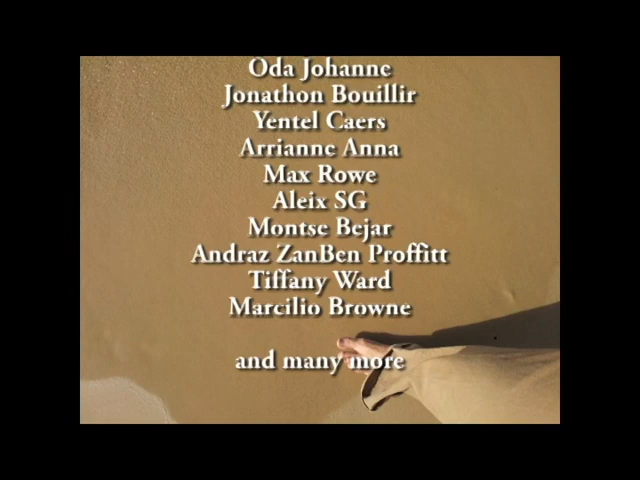 Oda Johanne
Jonathon Bouillir
Yentel Caers
Arrianne Anna
Max Rowe
Aleix SG
Montse Bejar
Andraz ZanBen Proffitt
Tiffany Ward
Marcilio Browne
and many more